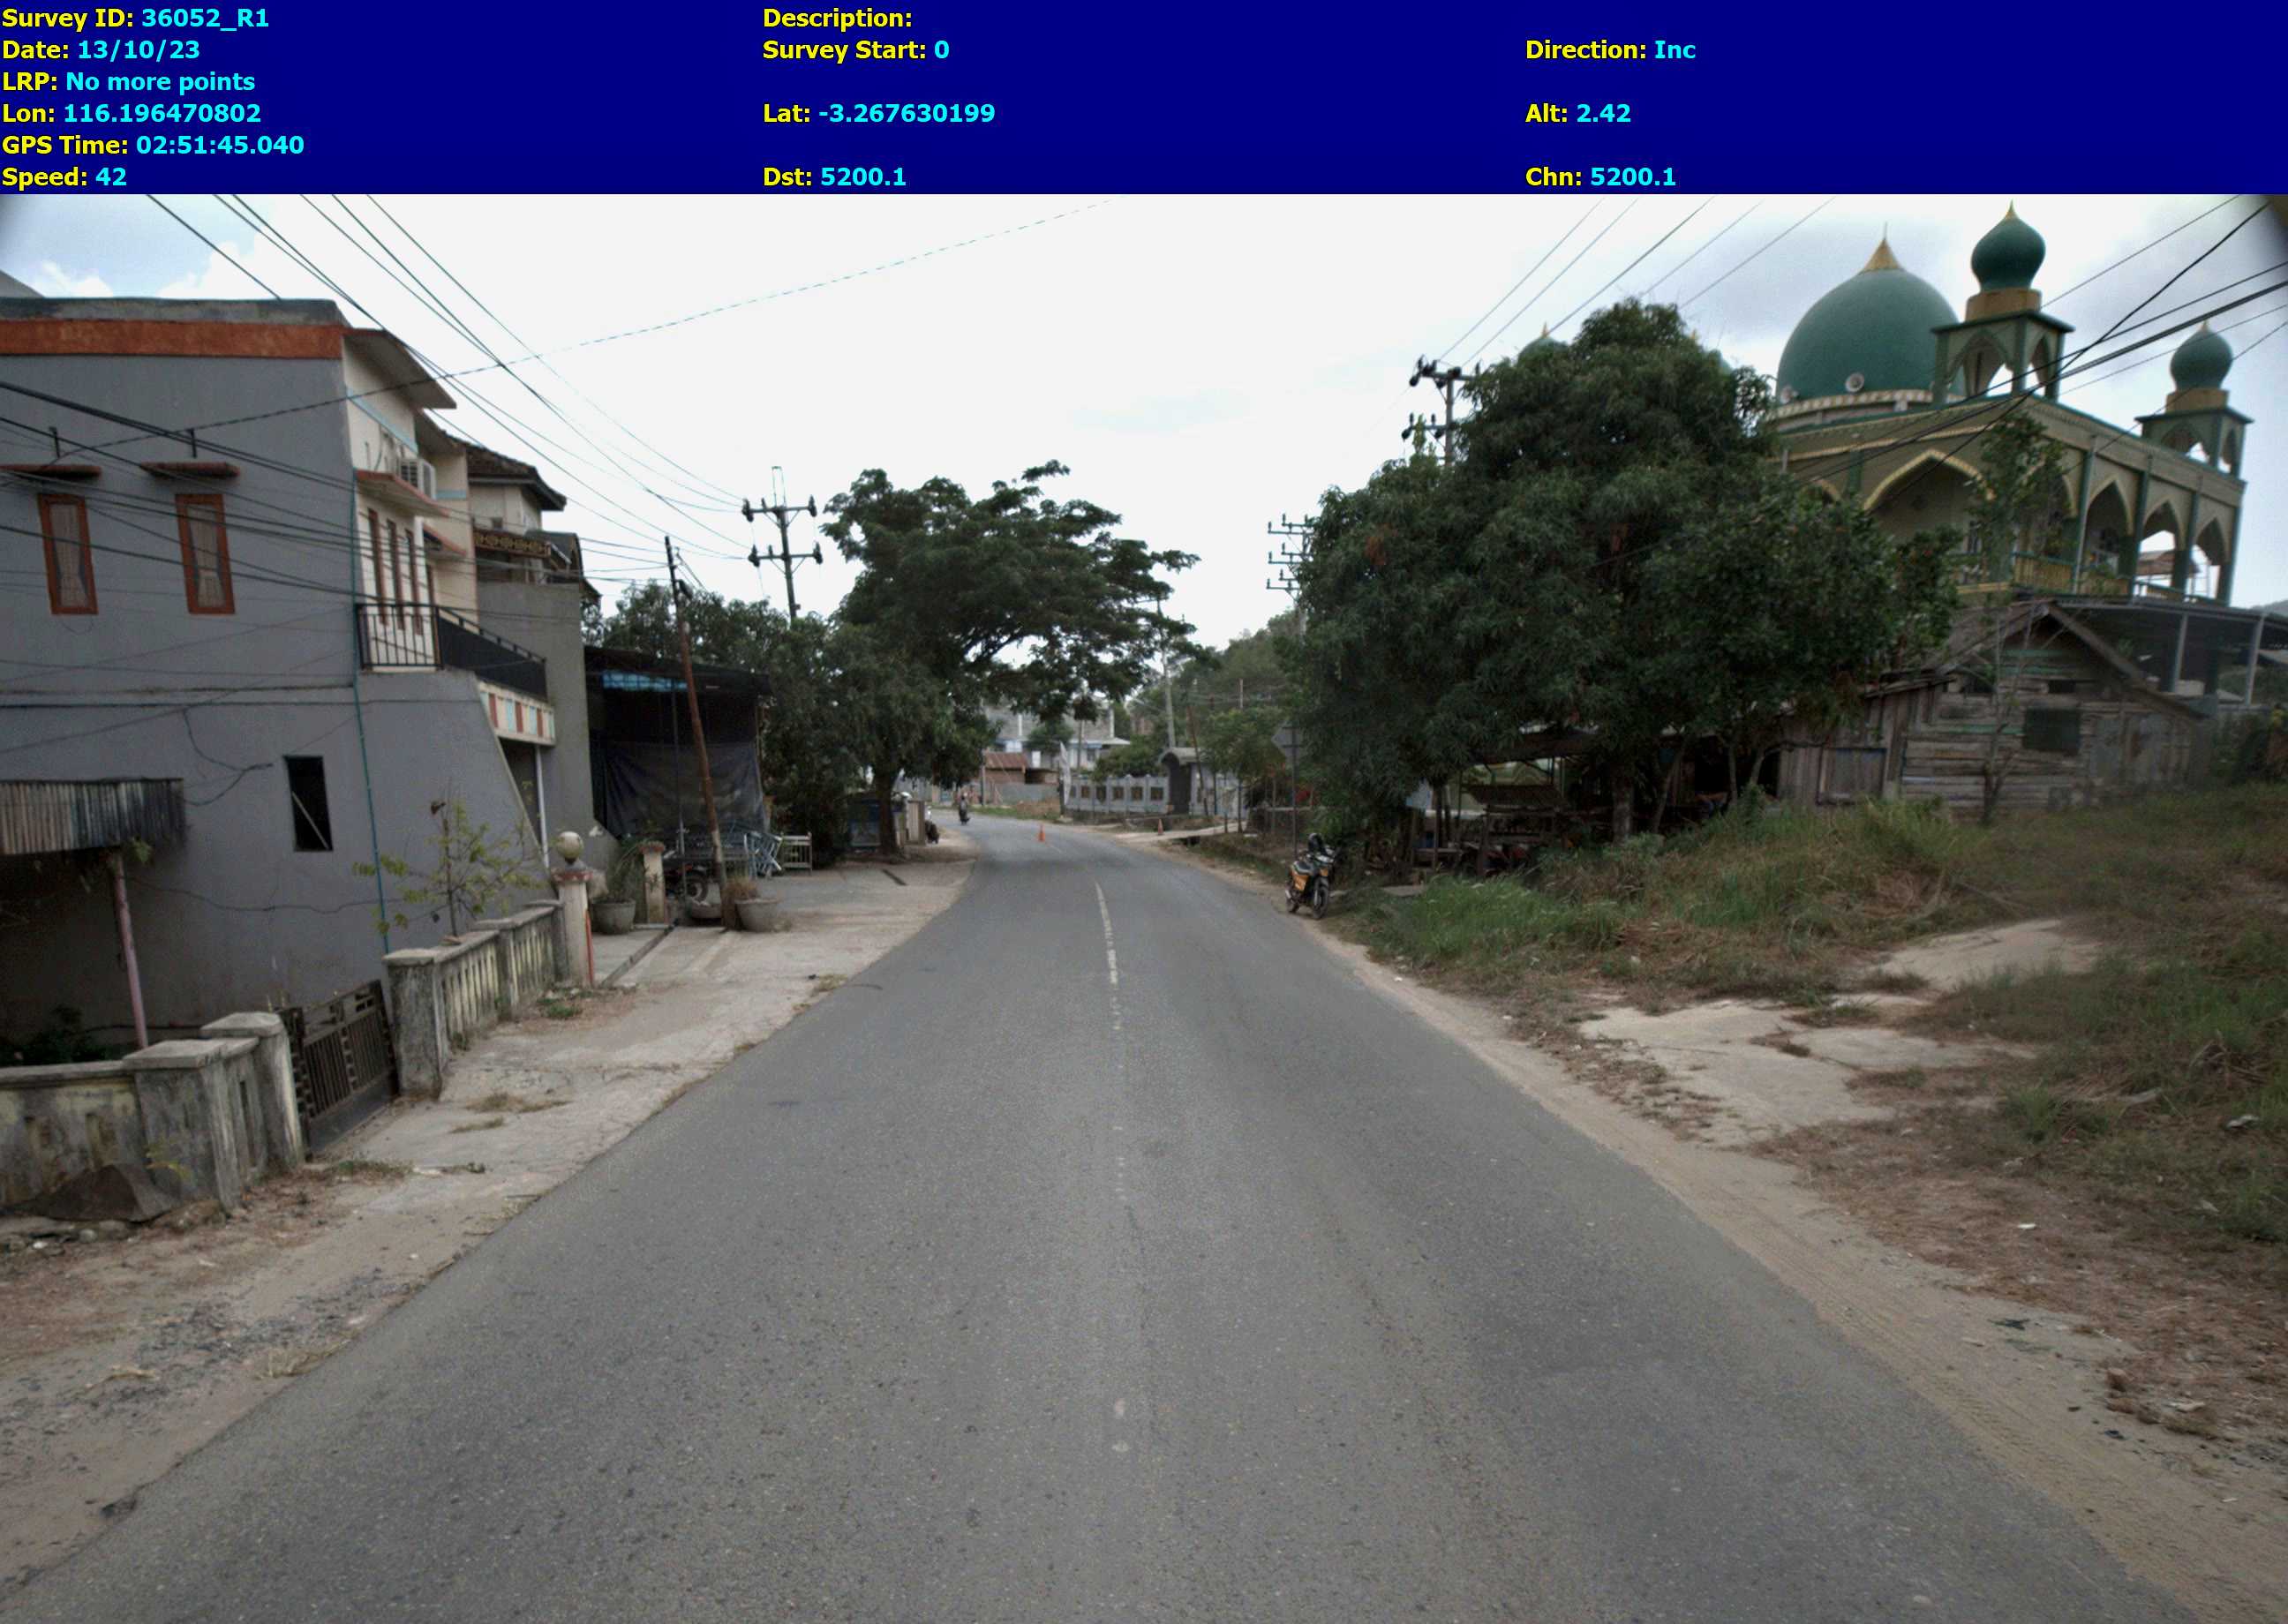 Survey ID: 36052_R1
Description:
Date: 13/10/23
Survey Start: 0
Direction: Inc
LRP: No more points
Lon: 116.196470802
Lat: -3.267630199
Alt: 2.42
GPS Time: 02:51:45.040
Speed: 42
Dst: 5200.1
Chn: 5200.1